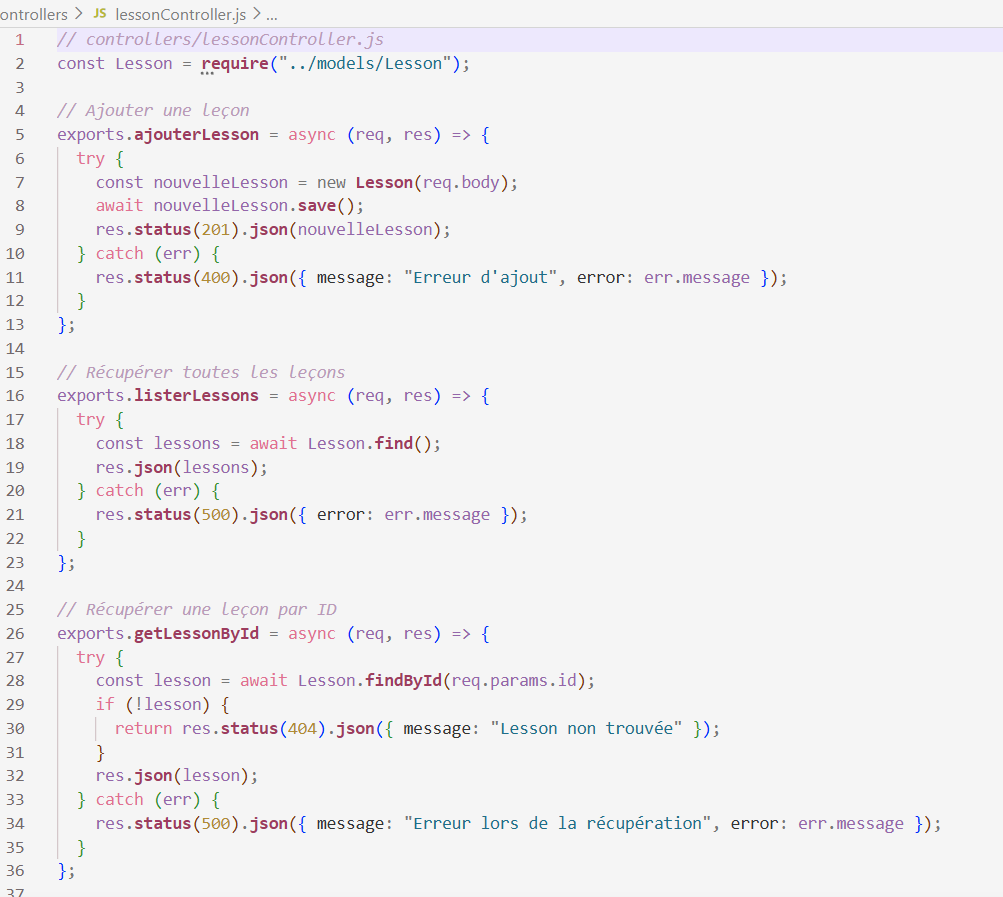 ontrollers > JS lessonController.js > ...
1 // controllers/lessonController.js
2 const Lesson = require("../models/Lesson");
3
4 // Ajouter une leçon
5 exports.ajouterLesson = async (req, res) => {
6   try {
7     const nouvelleLesson = new Lesson(req.body);
8     await nouvelleLesson.save();
9     res.status(201).json(nouvelleLesson);
10   } catch (err) {
11     res.status(400).json({ message: "Erreur d'ajout", error: err.message });
12   }
13 };
14
15 // Récupérer toutes les leçons
16 exports.listerLessons = async (req, res) => {
17   try {
18     const lessons = await Lesson.find();
19     res.json(lessons);
20   } catch (err) {
21     res.status(500).json({ error: err.message });
22   }
23 };
24
25 // Récupérer une leçon par ID
26 exports.getLessonById = async (req, res) => {
27   try {
28     const lesson = await Lesson.findById(req.params.id);
29     if (!lesson) {
30       return res.status(404).json({ message: "Lesson non trouvée" });
31     }
32     res.json(lesson);
33   } catch (err) {
34     res.status(500).json({ message: "Erreur lors de la récupération", error: err.message });
35   }
36 };
37